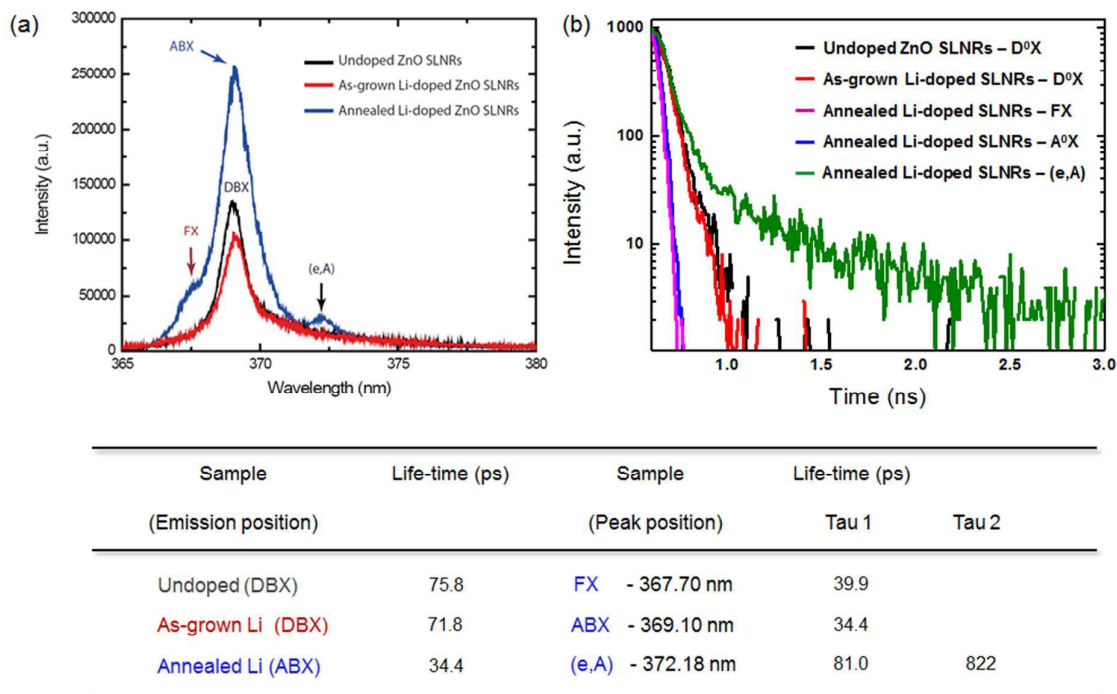 (a)
300000
250000
200000
150000
100000
50000
0
Intensity (a.u.)
ABX
DBX
FX
(e,A)
Undoped ZnO SLNRs
As-grown Li-doped ZnO SLNRs
Annealed Li-doped ZnO SLNRs
365 370 375 380
Wavelength (nm)
(b)
1000
100
10
Intensity (a.u.)
Undoped ZnO SLNRs – D⁰X
As-grown Li-doped SLNRs – D⁰X
Annealed Li-doped SLNRs – FX
Annealed Li-doped SLNRs – A⁰X
Annealed Li-doped SLNRs – (e,A)
1.0 1.5 2.0 2.5 3.0
Time (ns)
Sample Life-time (ps) Sample Life-time (ps)
(Emission position) (Peak position) Tau 1 Tau 2
Undoped (DBX) 75.8 FX - 367.70 nm 39.9
As-grown Li (DBX) 71.8 ABX - 369.10 nm 34.4
Annealed Li (ABX) 34.4 (e,A) - 372.18 nm 81.0 822